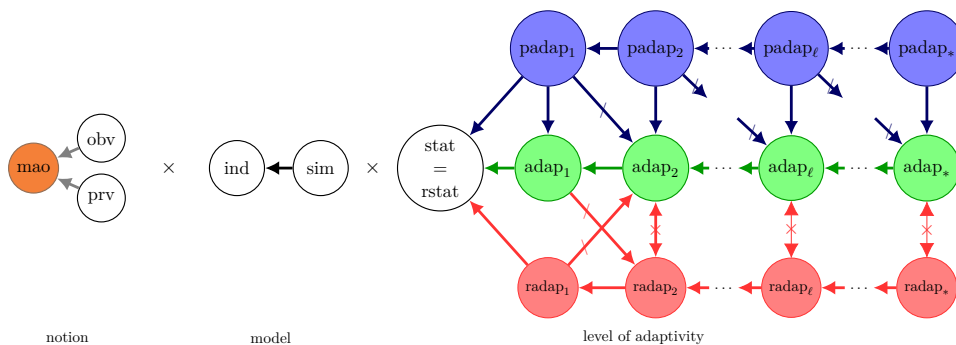 padap₁ padap₂ ... padapℓ ... padap∗
mao
obv
prv
×
ind
sim
×
stat
=
rstat
adap₁ adap₂ ... adapℓ ... adap∗
radap₁ radap₂ ... radapℓ ... radap∗
notion model level of adaptivity